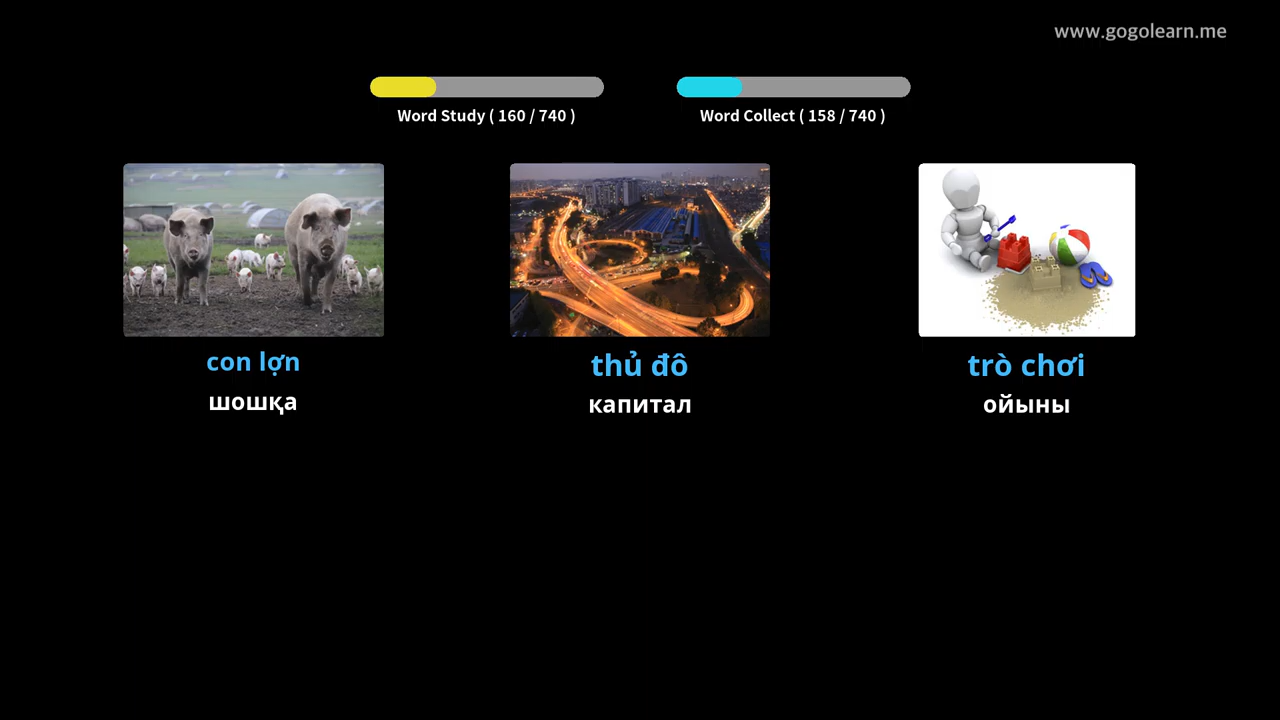 www.gogolearn.me
Word Study ( 160 / 740 )
Word Collect ( 158 / 740 )
con lợn
thủ đô
trò chơi
шошқа
капитал
ойыны